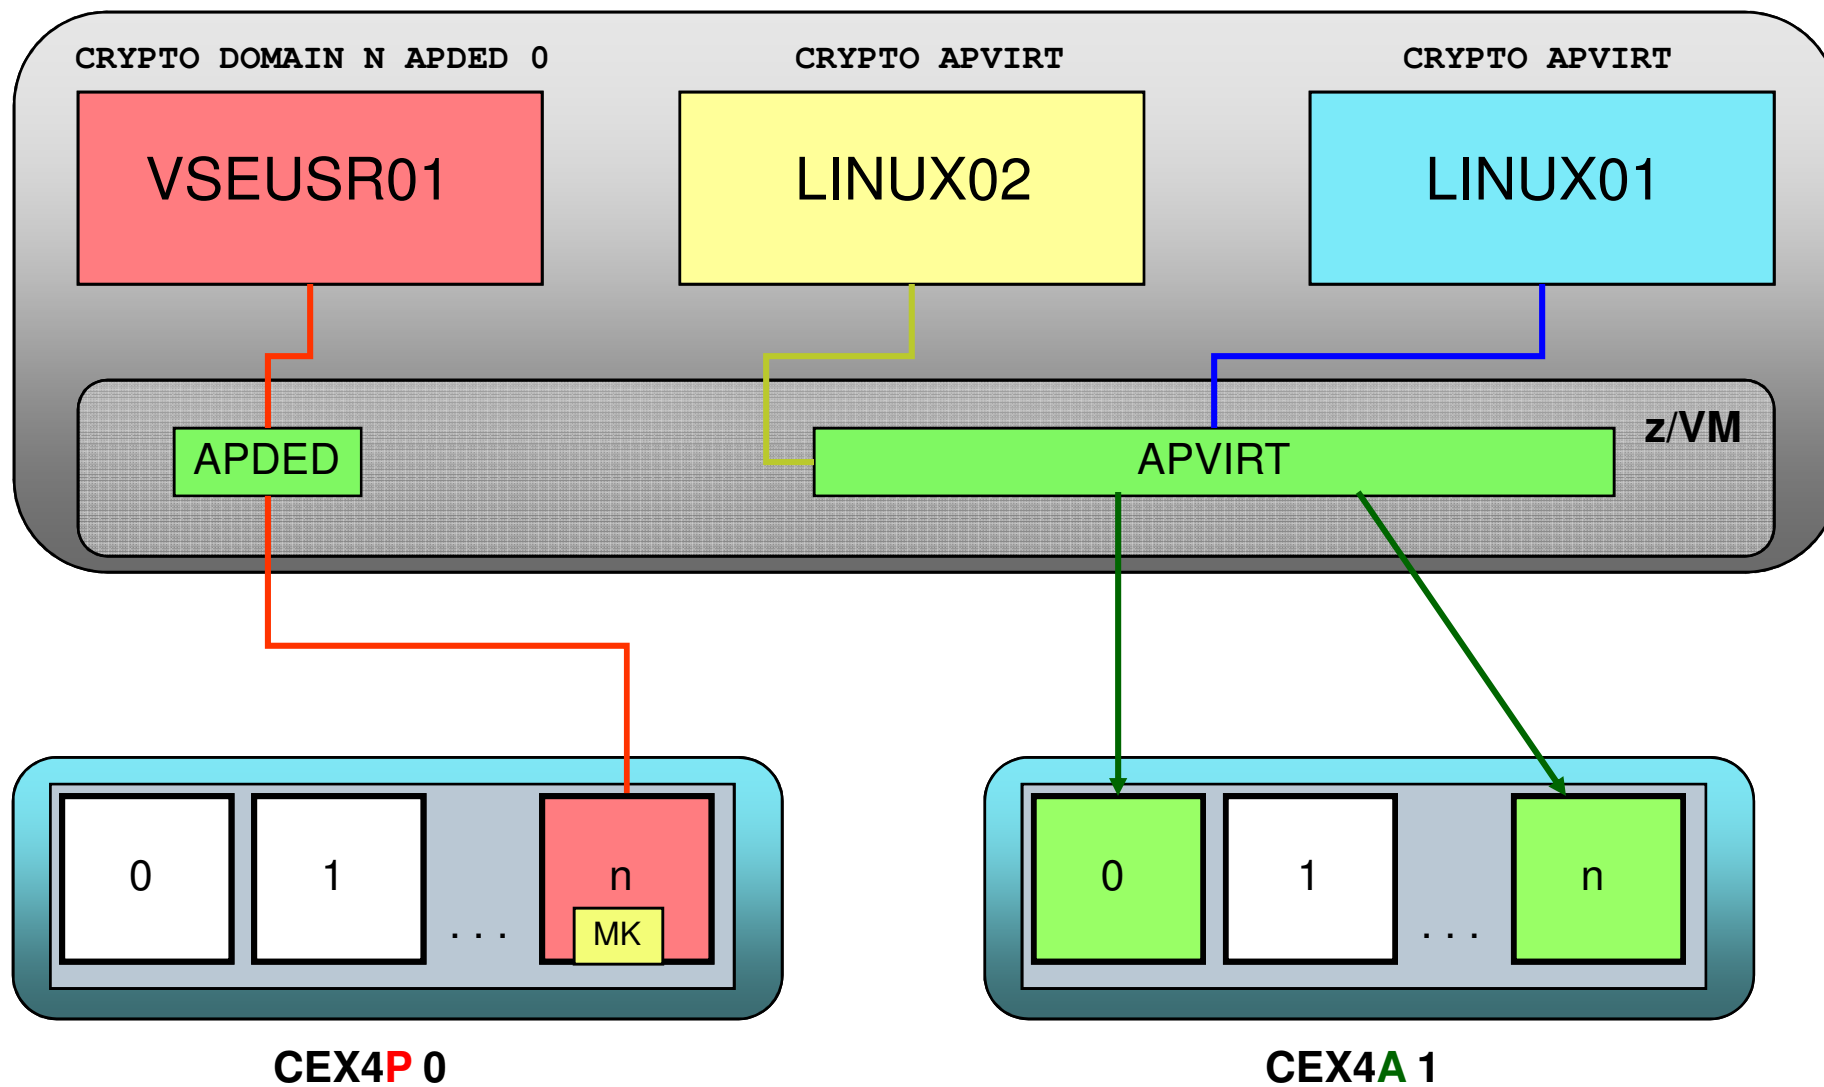 CRYPTO DOMAIN N APDED 0
CRYPTO APVIRT
CRYPTO APVIRT
VSEUSR01
LINUX02
LINUX01
z/VM
APDED
APVIRT
0
1
. . .
n
MK
0
1
. . .
n
CEX4P 0
CEX4A 1